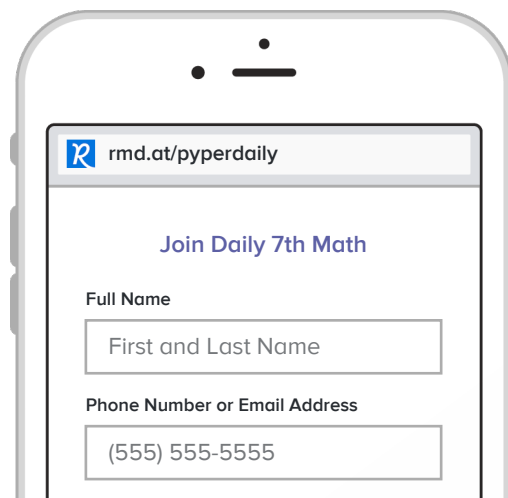 rmd.at/pyperdaily
Join Daily 7th Math
Full Name
First and Last Name
Phone Number or Email Address
(555) 555-5555